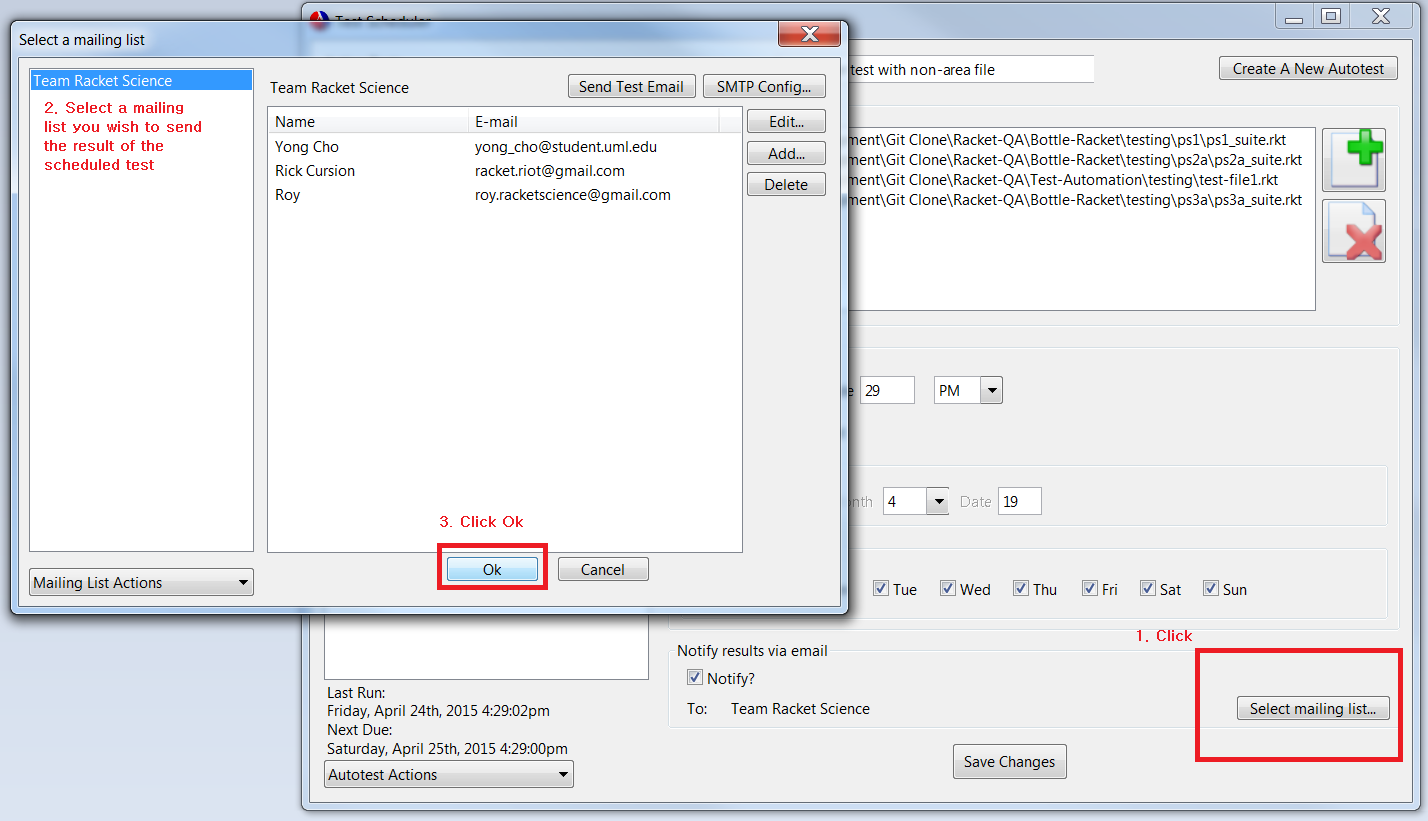 Test Scheduler
Select a mailing list
Team Racket Science
2. Select a mailing
list you wish to send
the result of the
scheduled test
Mailing List Actions
Team Racket Science
Send Test Email
SMTP Config...
Name E-mail
Yong Cho yong_cho@student.uml.edu
Rick Cursion racket.riot@gmail.com
Roy roy.racketscience@gmail.com
Edit...
Add...
Delete
3. Click Ok
Ok
Cancel
test with non-area file
Create A New Autotest
ment\Git Clone\Racket-QA\Bottle-Racket\testing\ps1\ps1_suite.rkt
ment\Git Clone\Racket-QA\Bottle-Racket\testing\ps2a\ps2a_suite.rkt
ment\Git Clone\Racket-QA\Test-Automation\testing\test-file1.rkt
ment\Git Clone\Racket-QA\Bottle-Racket\testing\ps3a\ps3a_suite.rkt
e 29 PM
onth 4 Date 19
Tue Wed Thu Fri Sat Sun
1. Click
Notify results via email
Notify?
To: Team Racket Science
Select mailing list...
Last Run:
Friday, April 24th, 2015 4:29:02pm
Next Due:
Saturday, April 25th, 2015 4:29:00pm
Autotest Actions
Save Changes